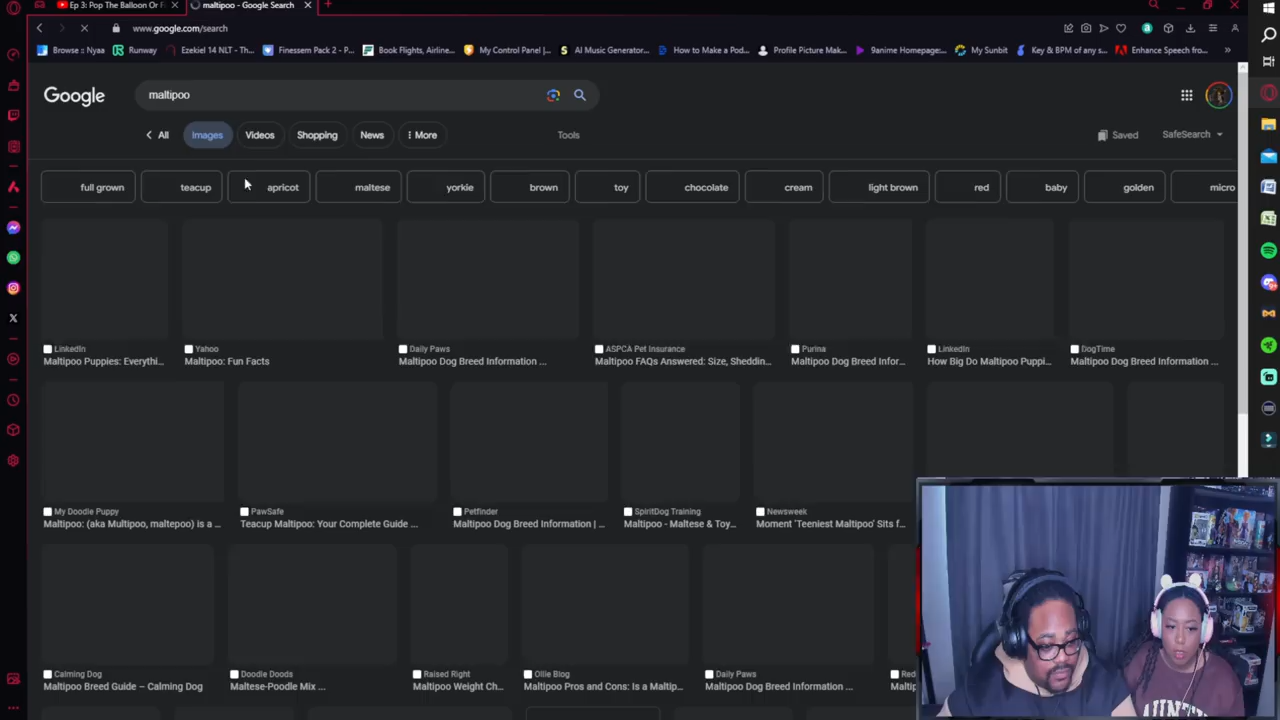 Ep 3: Pop The Balloon Or F
maltipoo - Google Search
www.google.com/search
Browse :: Nyaa
Runway
Ezekiel 14 NLT - Th...
Finessem Pack 2 - P...
Book Flights, Airline...
My Control Panel |...
AI Music Generator...
How to Make a Pod...
Profile Picture Mak...
9anime Homepage:...
My Sunbit
Key & BPM of any s...
Enhance Speech from...
Google
maltipoo
All
Images
Videos
Shopping
News
More
Tools
Saved
SafeSearch
full grown
teacup
apricot
maltese
yorkie
brown
toy
chocolate
cream
light brown
red
baby
golden
micro
LinkedIn
Maltipoo Puppies: Everythi...
Yahoo
Maltipoo: Fun Facts
Daily Paws
Maltipoo Dog Breed Information ...
ASPCA Pet Insurance
Maltipoo FAQs Answered: Size, Sheddin...
Purina
Maltipoo Dog Breed Infor...
LinkedIn
How Big Do Maltipoo Puppi...
DogTime
Maltipoo Dog Breed Information ...
My Doodle Puppy
Maltipoo: (aka Multipoo, maltepoo) is a ...
PawSafe
Teacup Maltipoo: Your Complete Guide ...
Petfinder
Maltipoo Dog Breed Information | ...
SpiritDog Training
Maltipoo - Maltese & Toy...
Newsweek
Moment 'Teeniest Maltipoo' Sits f
Calming Dog
Maltipoo Breed Guide – Calming Dog
Doodle Doods
Maltese-Poodle Mix ...
Raised Right
Maltipoo Weight Ch...
Ollie Blog
Maltipoo Pros and Cons: Is a Maltip...
Daily Paws
Maltipoo Dog Breed Information ...
Red
Maltip